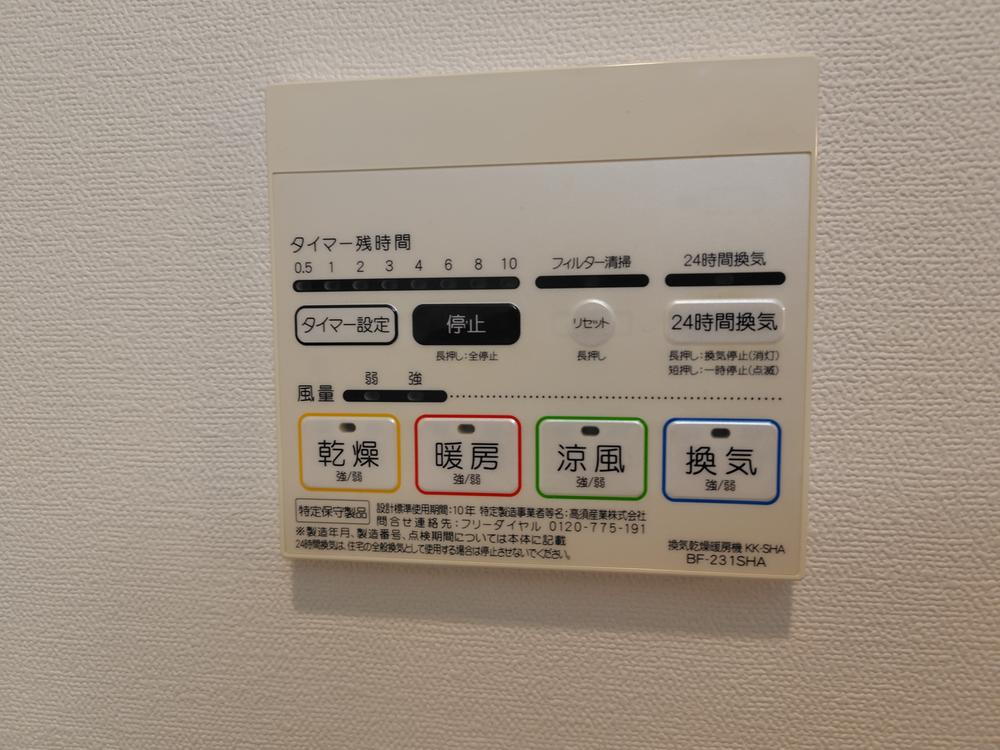 タイマー残時間
0.5 1 2 3 4 6 8 10 フィルター清掃 24時間換気
タイマー設定 停止 リセット 24時間換気
長押し:全停止 長押し 長押し:換気停止(消灯)
短押し:一時停止(点滅)
風量 弱 強
乾燥 暖房 涼風 換気
強/弱 強/弱 強/弱 強/弱
特定保守製品 設計標準使用期間:10年 特定製造事業者等名:高須産業株式会社
問合せ連絡先:フリーダイヤル 0120-775-191
※製造年月、製造番号、点検期間については本体に記載
24時間換気は、住宅の全般換気として使用する場合は停止させないでください。
換気乾燥暖房機 KK-SHA
BF-231SHA